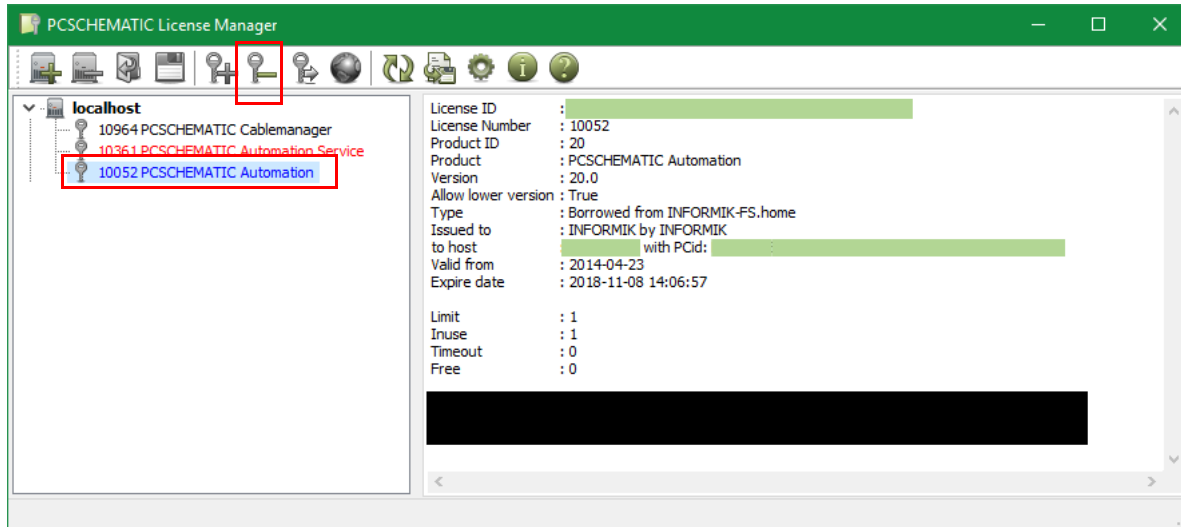 PCSCHEMATIC License Manager
localhost
10964 PCSCHEMATIC Cablemanager
10361 PCSCHEMATIC Automation Service
10052 PCSCHEMATIC Automation
License ID :
License Number : 10052
Product ID : 20
Product : PCSCHEMATIC Automation
Version : 20.0
Allow lower version : True
Type : Borrowed from INFORMIK-FS.home
Issued to : INFORMIK by INFORMIK
to host with PCid:
Valid from : 2014-04-23
Expire date : 2018-11-08 14:06:57
Limit : 1
Inuse : 1
Timeout : 0
Free : 0